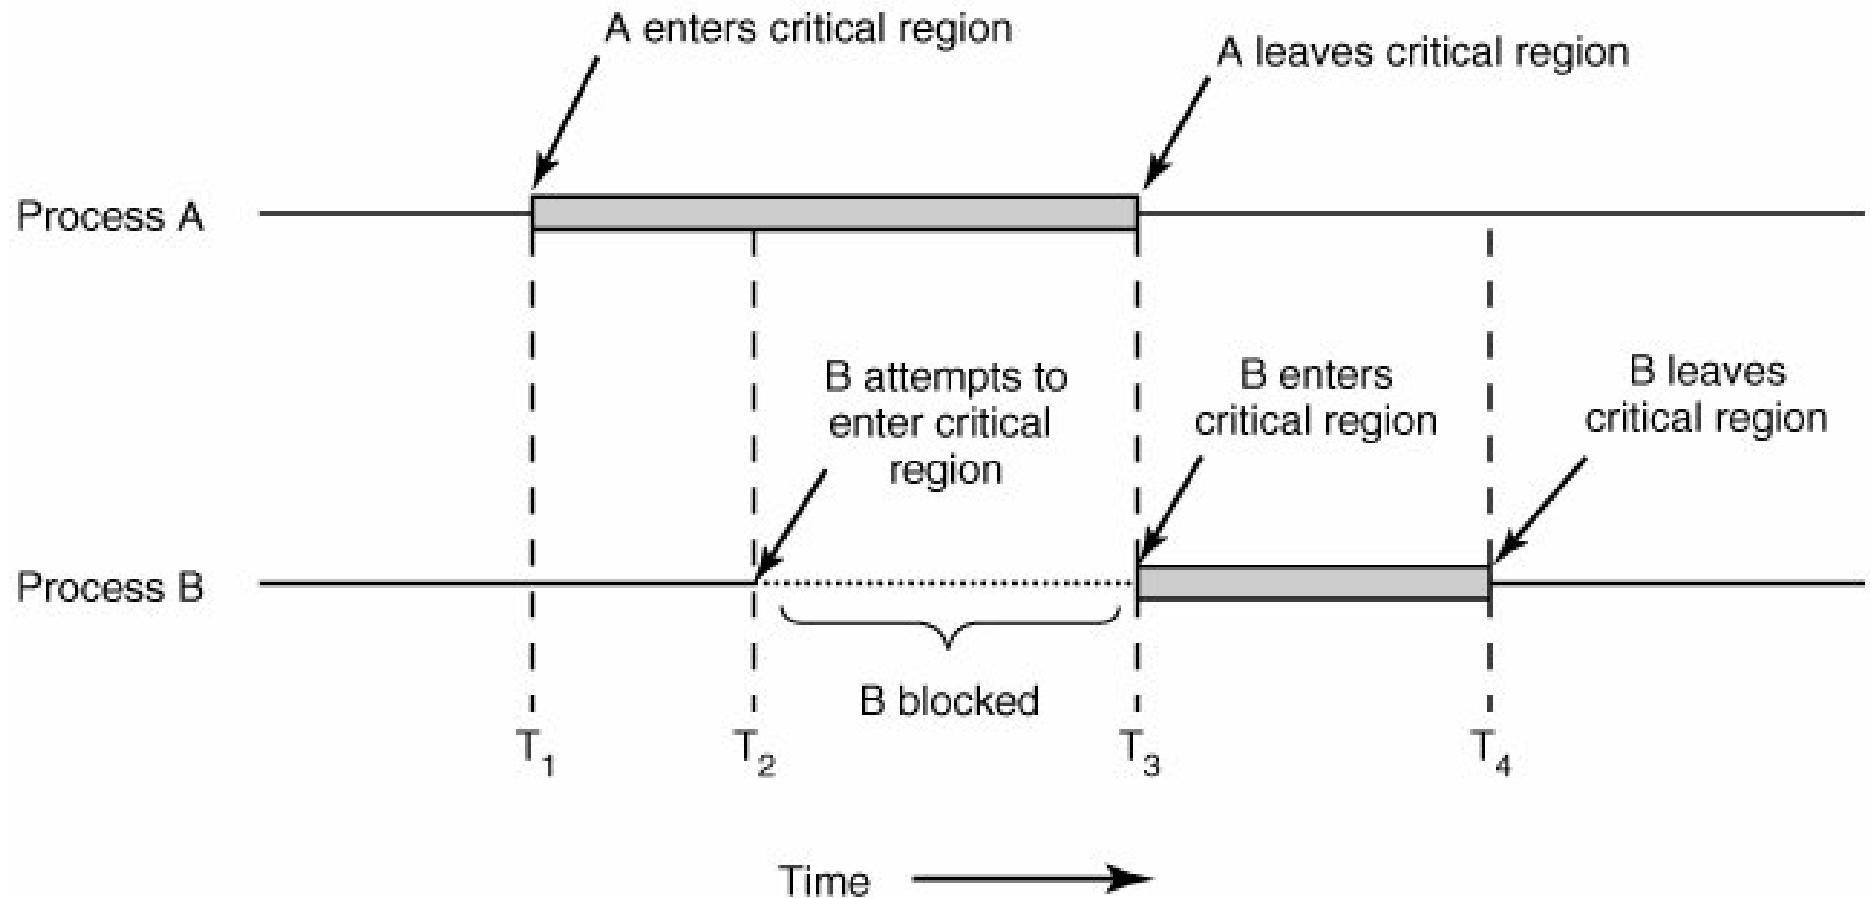 A enters critical region
A leaves critical region
Process A
B attempts to
enter critical
region
B enters
critical region
B leaves
critical region
Process B
B blocked
T1
T2
T3
T4
Time